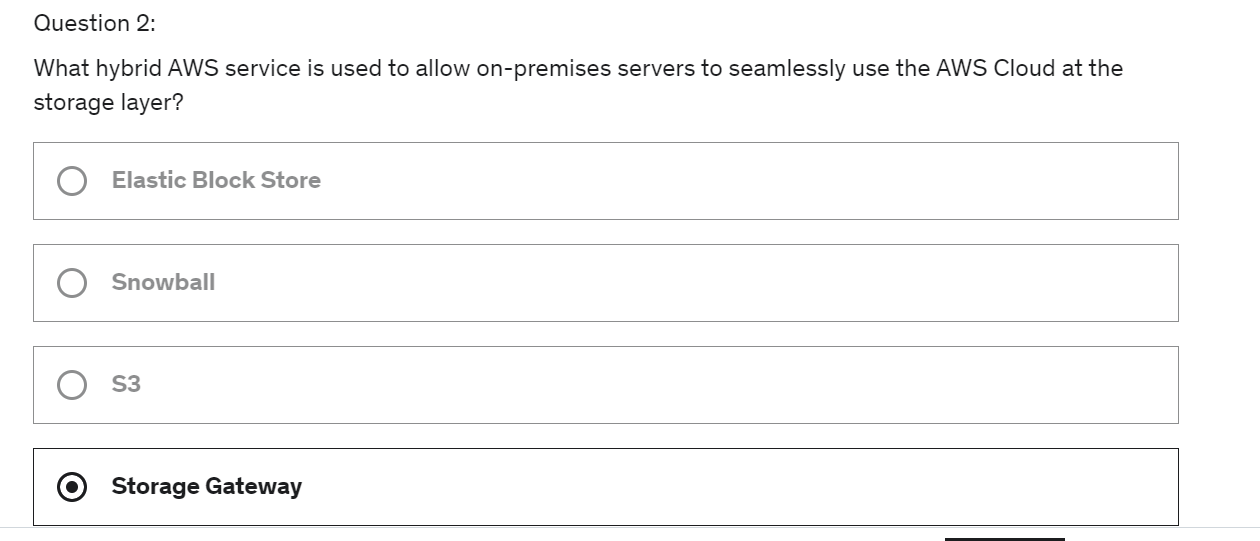 Question 2:
What hybrid AWS service is used to allow on-premises servers to seamlessly use the AWS Cloud at the
storage layer?
Elastic Block Store
Snowball
S3
Storage Gateway